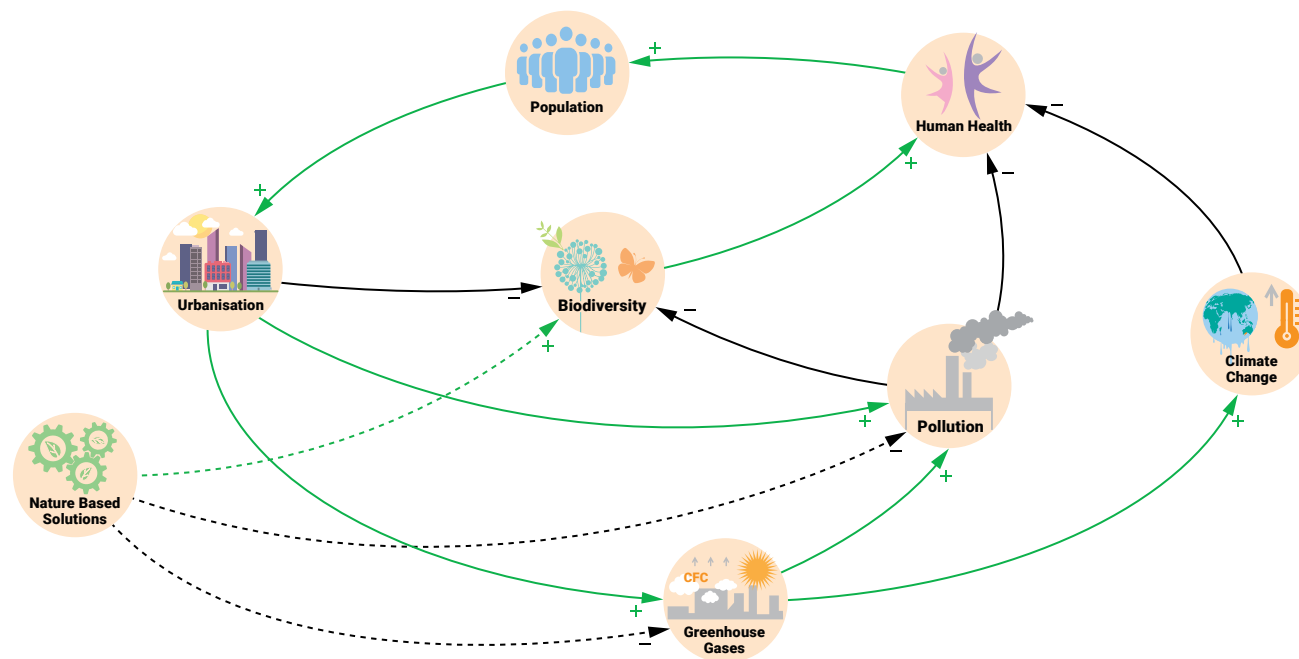 +
Population
Human Health
−
+
−
+
Urbanisation
Biodiversity
−
−
+
Climate
Change
+
Pollution
+
−
+
Nature Based
Solutions
CFC
+
−
Greenhouse
Gases